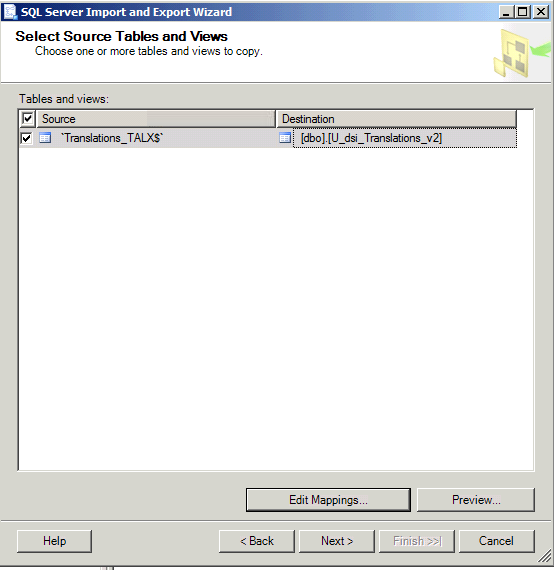 SQL Server Import and Export Wizard
Select Source Tables and Views
Choose one or more tables and views to copy.
Tables and views:
Source Destination
`Translations_TALX$` [dbo].[U_dsi_Translations_v2]
Edit Mappings... Preview...
Help < Back Next > Finish >>| Cancel